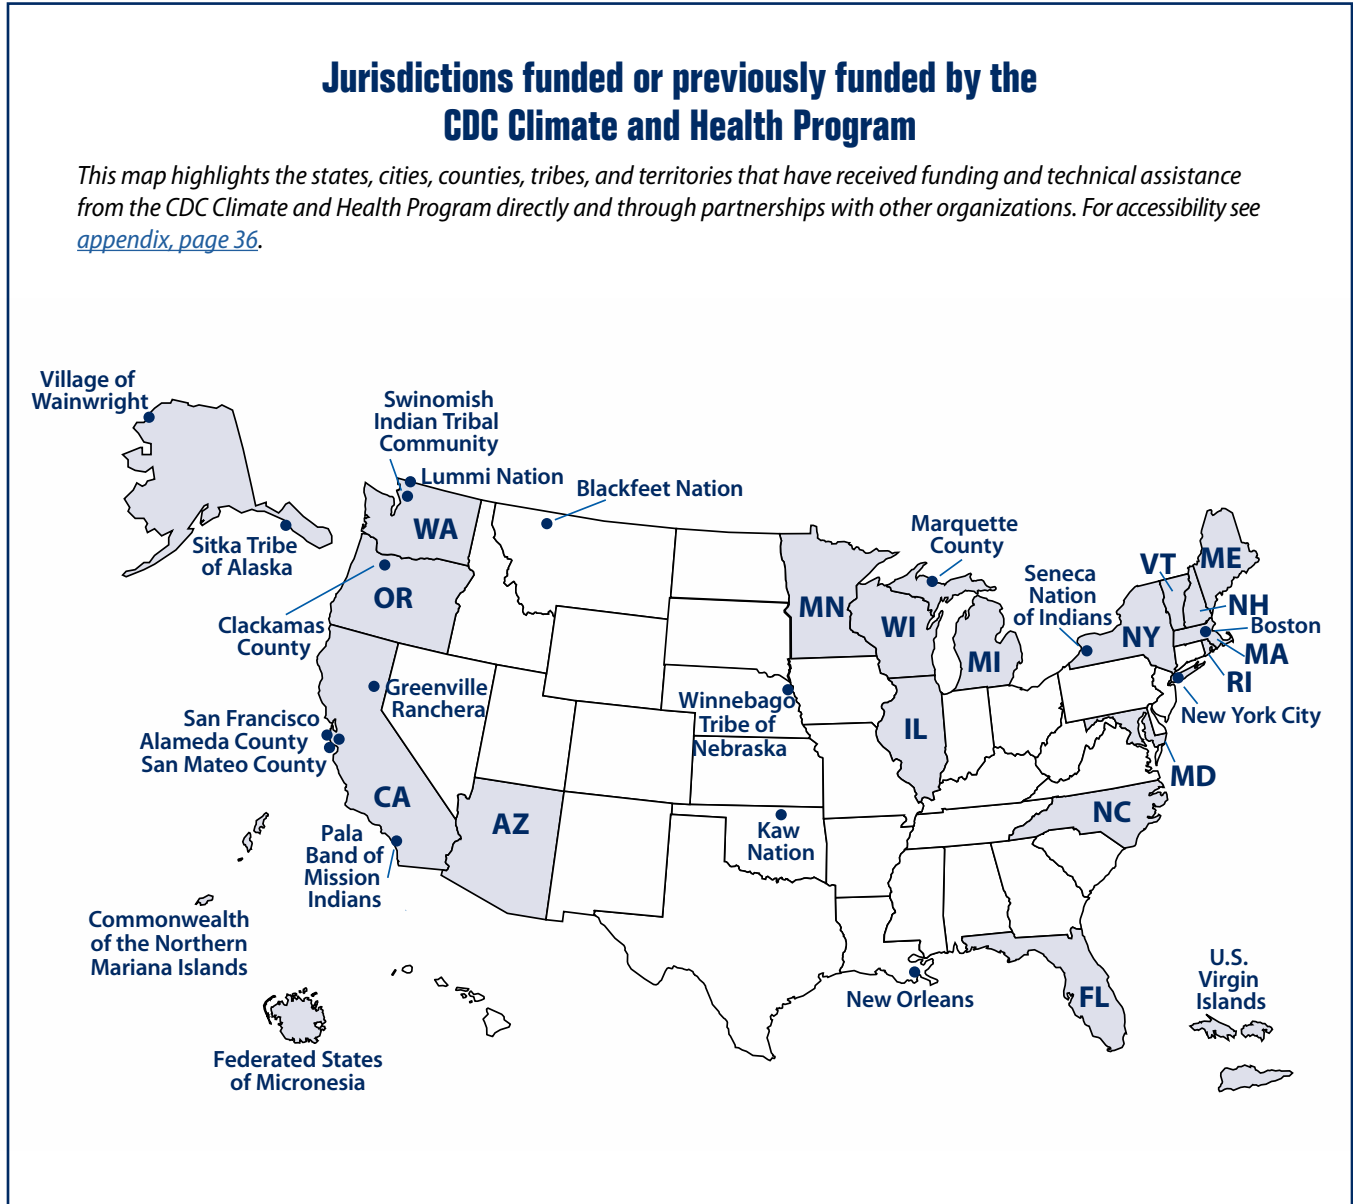 Jurisdictions funded or previously funded by the
CDC Climate and Health Program
This map highlights the states, cities, counties, tribes, and territories that have received funding and technical assistance
from the CDC Climate and Health Program directly and through partnerships with other organizations. For accessibility see
appendix, page 36.
Village of
Wainwright
Swinomish
Indian Tribal
Community
Lummi Nation
Blackfeet Nation
Marquette
County
WA
Sitka Tribe
of Alaska
VT
ME
Seneca
Nation
of Indians
OR
MN
WI
NY
NH
Boston
Clackamas
County
MI
MA
RI
Greenville
Ranchera
Winnebago
Tribe of
Nebraska
New York City
San Francisco
Alameda County
San Mateo County
IL
MD
CA
AZ
NC
Pala
Band of
Mission
Indians
Kaw
Nation
Commonwealth
of the Northern
Mariana Islands
U.S.
Virgin
Islands
New Orleans
FL
Federated States
of Micronesia